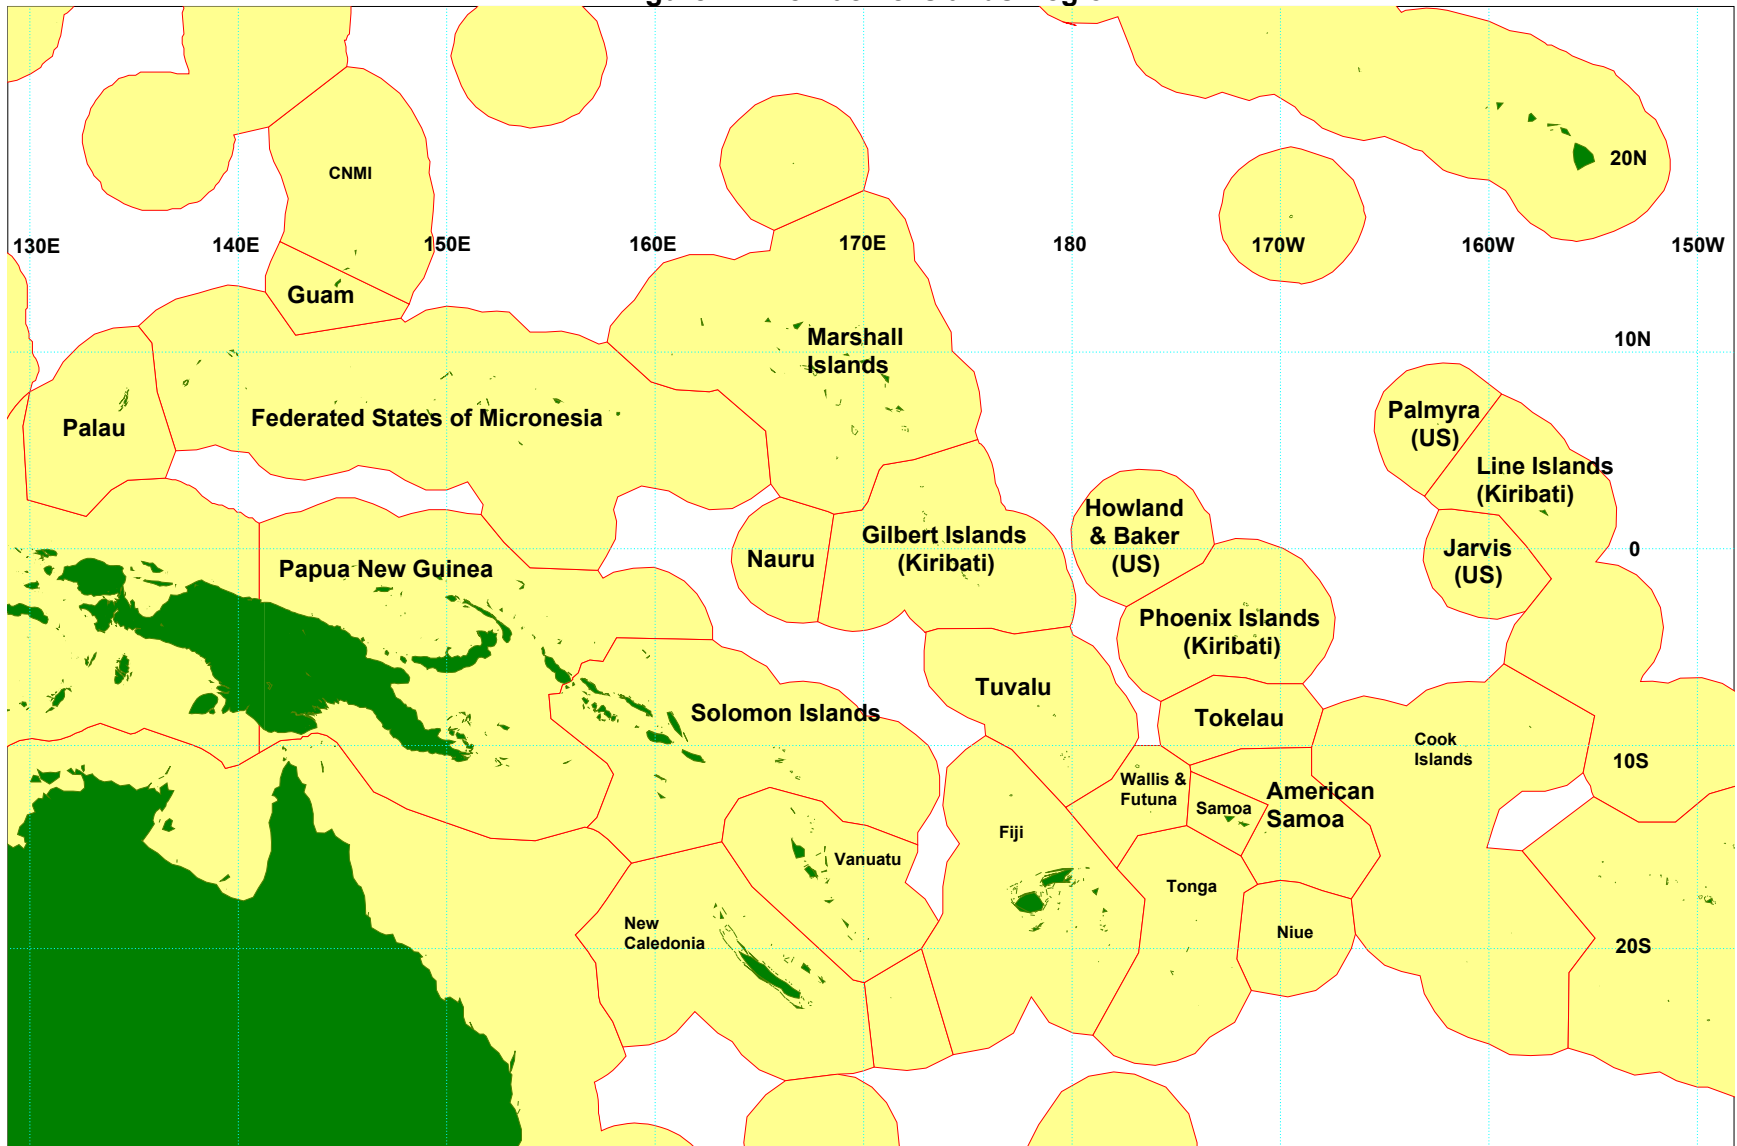 CNMI
20N
130E
140E
150E
160E
170E
180
170W
160W
150W
Guam
Marshall
Islands
10N
Palau
Federated States of Micronesia
Palmyra
(US)
Line Islands
(Kiribati)
Howland
& Baker
(US)
Gilbert Islands
(Kiribati)
Nauru
Jarvis
(US)
0
Papua New Guinea
Phoenix Islands
(Kiribati)
Tuvalu
Solomon Islands
Tokelau
Cook
Islands
10S
Wallis &
Futuna
Samoa
American
Samoa
Fiji
Vanuatu
Tonga
New
Caledonia
Niue
20S